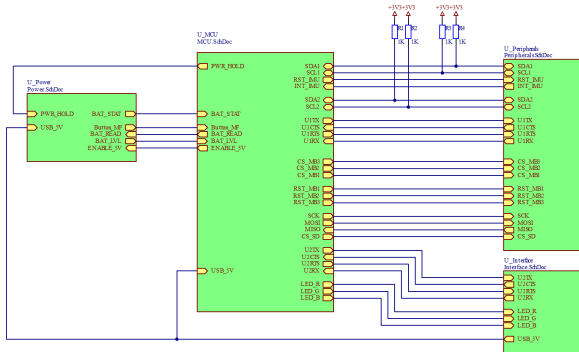 +3V3 +3V3 +3V3 +3V3
R1 R2 R3 R4
1K 1K 1K 1K
U_MCU
MCU.SchDoc
PWR_HOLD
BAT_STAT
Button_MF
BAT_READ
BAT_LVL
ENABLE_5V
USB_5V
SDA1
SCL1
RST_IMU
INT_IMU
SDA2
SCL2
U1TX
U1CTS
U1RTS
U1RX
CS_MB3
CS_MB2
CS_MB1
RST_MB1
RST_MB2
RST_MB3
SCK
MOSI
MISO
CS_SD
U2TX
U2CTS
U2RTS
U2RX
LED_R
LED_G
LED_B
U_Power
Power.SchDoc
PWR_HOLD
BAT_STAT
USB_5V
Button_MF
BAT_READ
BAT_LVL
ENABLE_5V
U_Peripherals
Peripherals.SchDoc
SDA1
SCL1
RST_IMU
INT_IMU
SDA2
SCL2
U1TX
U1CTS
U1RTS
U1RX
CS_MB3
CS_MB2
CS_MB1
RST_MB1
RST_MB2
RST_MB3
SCK
MOSI
MISO
CS_SD
U_Interface
Interface.SchDoc
U2TX
U2CTS
U2RTS
U2RX
LED_R
LED_G
LED_B
USB_5V